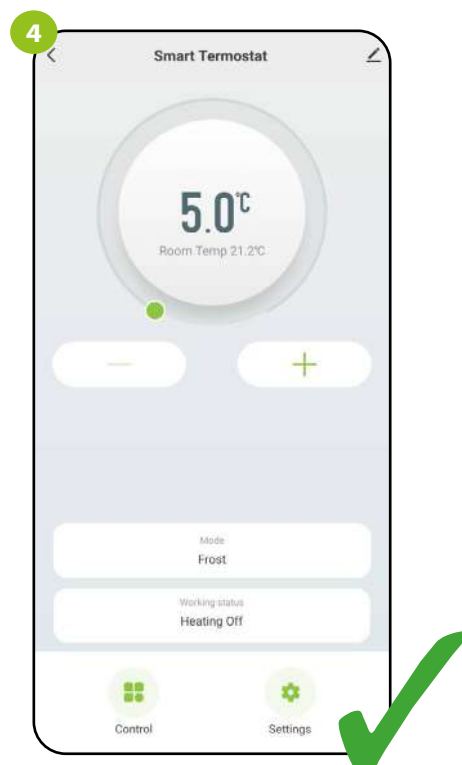 4
Smart Termostat
5.0°C
Room Temp 21.2°C
Mode
Frost
Working status
Heating Off
Control
Settings